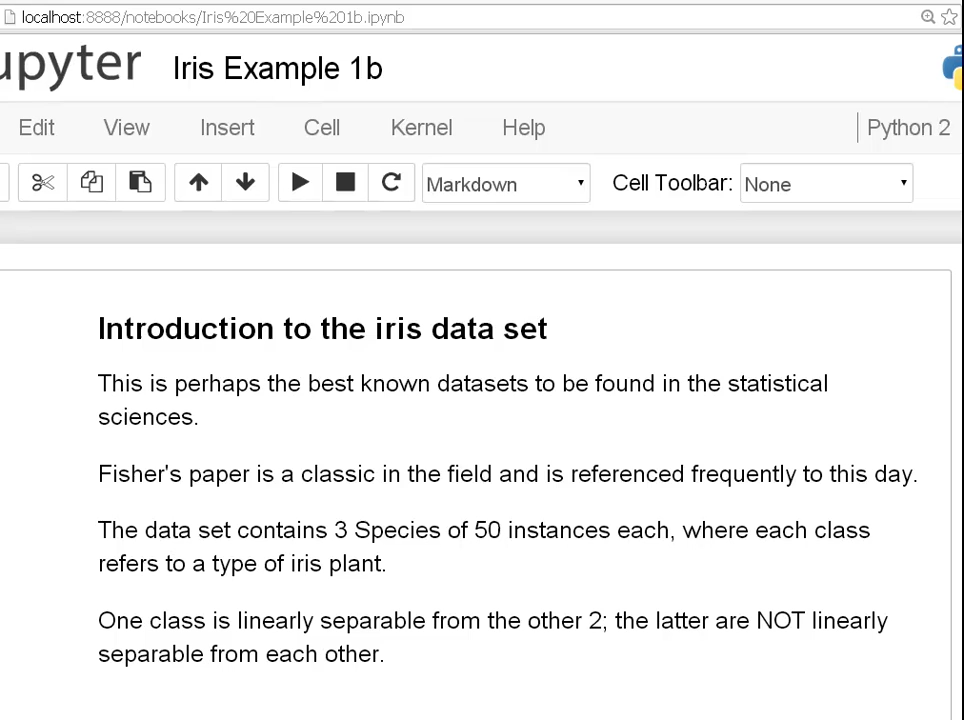 localhost:8888/notebooks/Iris%20Example%201b.ipynb
upyter Iris Example 1b
Edit View Insert Cell Kernel Help Python 2
Markdown Cell Toolbar: None
Introduction to the iris data set
This is perhaps the best known datasets to be found in the statistical
sciences.
Fisher's paper is a classic in the field and is referenced frequently to this day.
The data set contains 3 Species of 50 instances each, where each class
refers to a type of iris plant.
One class is linearly separable from the other 2; the latter are NOT linearly
separable from each other.